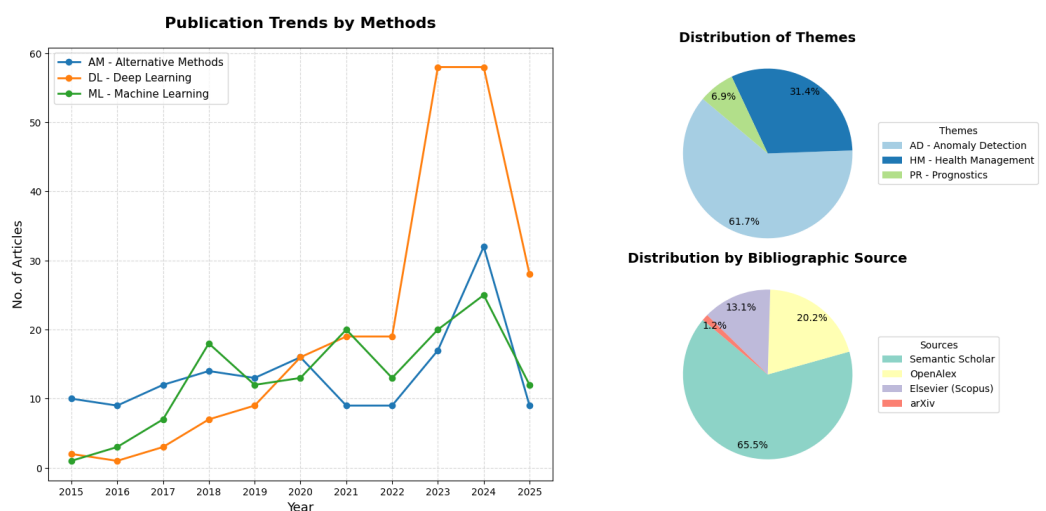 Publication Trends by Methods
AM - Alternative Methods
DL - Deep Learning
ML - Machine Learning
No. of Articles
60
50
40
30
20
10
0
2015 2016 2017 2018 2019 2020 2021 2022 2023 2024 2025
Year
Distribution of Themes
31.4%
6.9%
61.7%
Themes
AD - Anomaly Detection
HM - Health Management
PR - Prognostics
Distribution by Bibliographic Source
13.1%
20.2%
1.2%
65.5%
Sources
Semantic Scholar
OpenAlex
Elsevier (Scopus)
arXiv